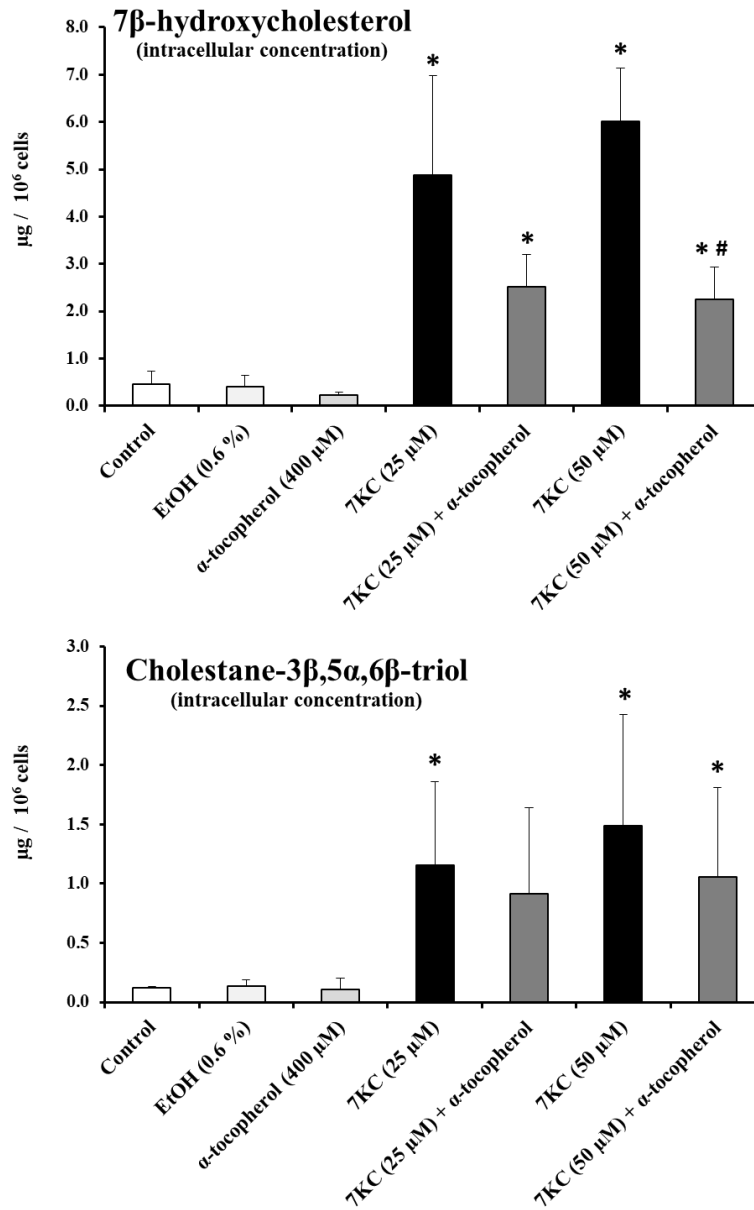 7β-hydroxycholesterol
(intracellular concentration)
8.0
7.0
6.0
5.0
4.0
3.0
2.0
1.0
0.0
μg / 10⁶ cells
*
*
*
* #
Control
EtOH (0.6 %)
α-tocopherol (400 μM)
7KC (25 μM)
7KC (25 μM) + α-tocopherol
7KC (50 μM)
7KC (50 μM) + α-tocopherol
Cholestane-3β,5α,6β-triol
(intracellular concentration)
3.0
2.5
2.0
1.5
1.0
0.5
0.0
μg / 10⁶ cells
*
*
*
Control
EtOH (0.6 %)
α-tocopherol (400 μM)
7KC (25 μM)
7KC (25 μM) + α-tocopherol
7KC (50 μM)
7KC (50 μM) + α-tocopherol